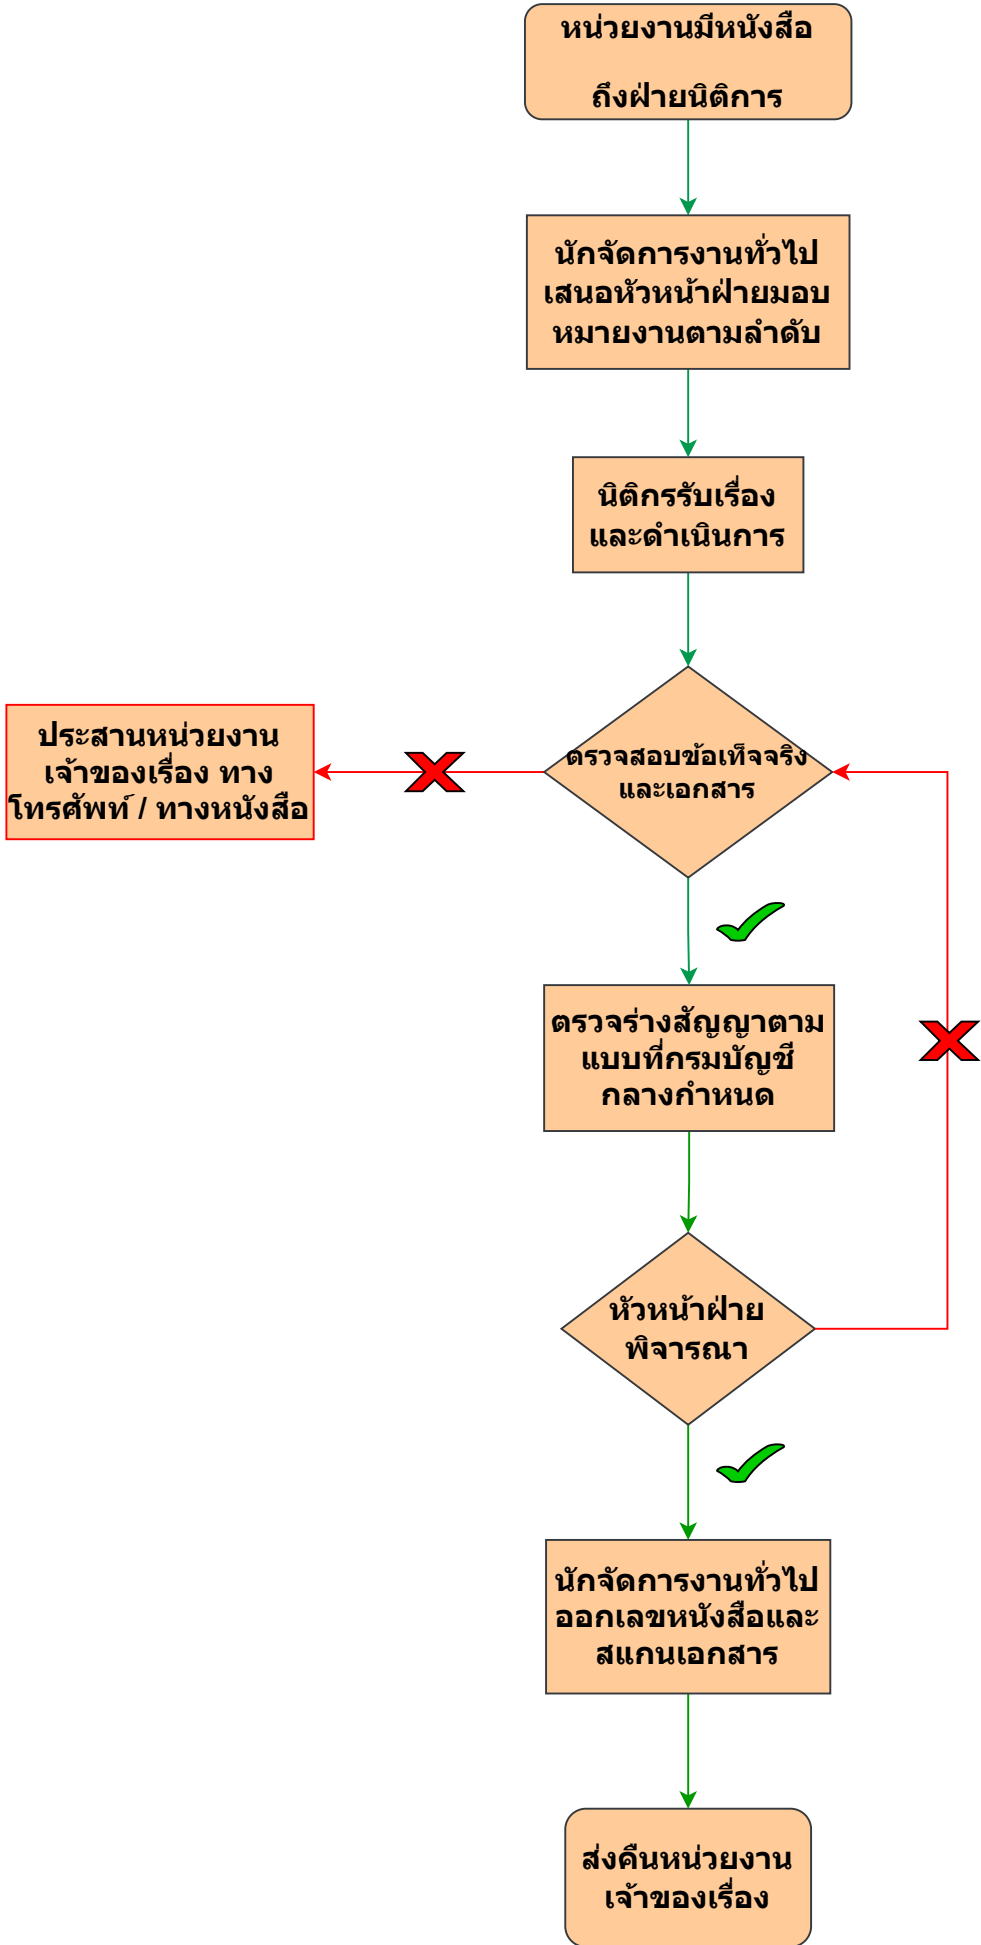 หน่วยงานมีหนังสือ
ถึงฝ่ายนิติการ
นักจัดการงานทั่วไป
เสนอหัวหน้าฝ่ายมอบ
หมายงานตามลำดับ
นิติกรรับเรื่อง
และดำเนินการ
ประสานหน่วยงาน
เจ้าของเรื่อง ทาง
โทรศัพท์ / ทางหนังสือ
ตรวจสอบข้อเท็จจริง
และเอกสาร
ตรวจร่างสัญญาตาม
แบบที่กรมบัญชี
กลางกำหนด
หัวหน้าฝ่าย
พิจารณา
นักจัดการงานทั่วไป
ออกเลขหนังสือและ
สแกนเอกสาร
ส่งคืนหน่วยงาน
เจ้าของเรื่อง